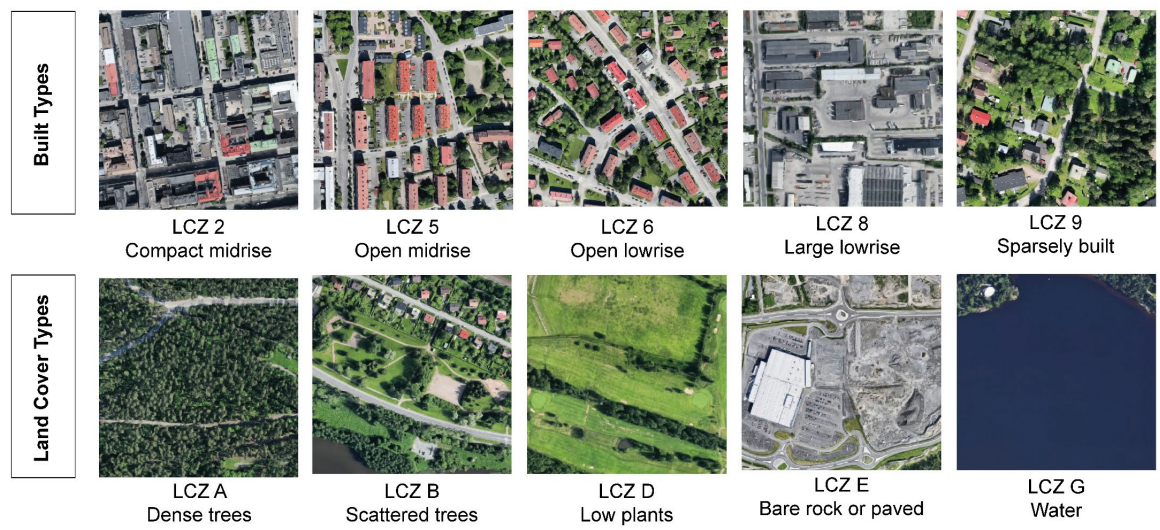 Built Types
LCZ 2
Compact midrise
LCZ 5
Open midrise
LCZ 6
Open lowrise
LCZ 8
Large lowrise
LCZ 9
Sparsely built
Land Cover Types
LCZ A
Dense trees
LCZ B
Scattered trees
LCZ D
Low plants
LCZ E
Bare rock or paved
LCZ G
Water